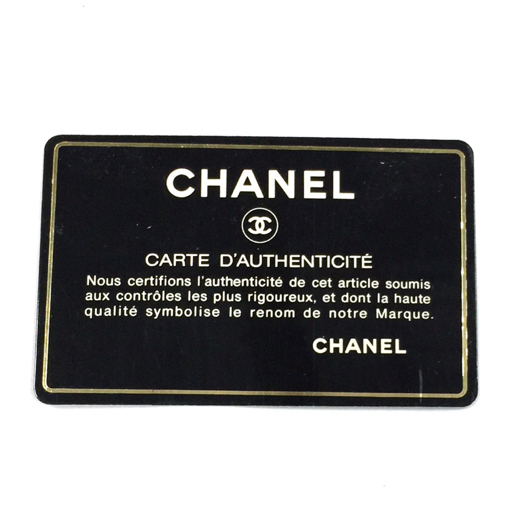 CHANEL
CARTE D'AUTHENTICITÉ
Nous certifions l'authenticité de cet article soumis
aux contrôles les plus rigoureux, et dont la haute
qualité symbolise le renom de notre Marque.
CHANEL